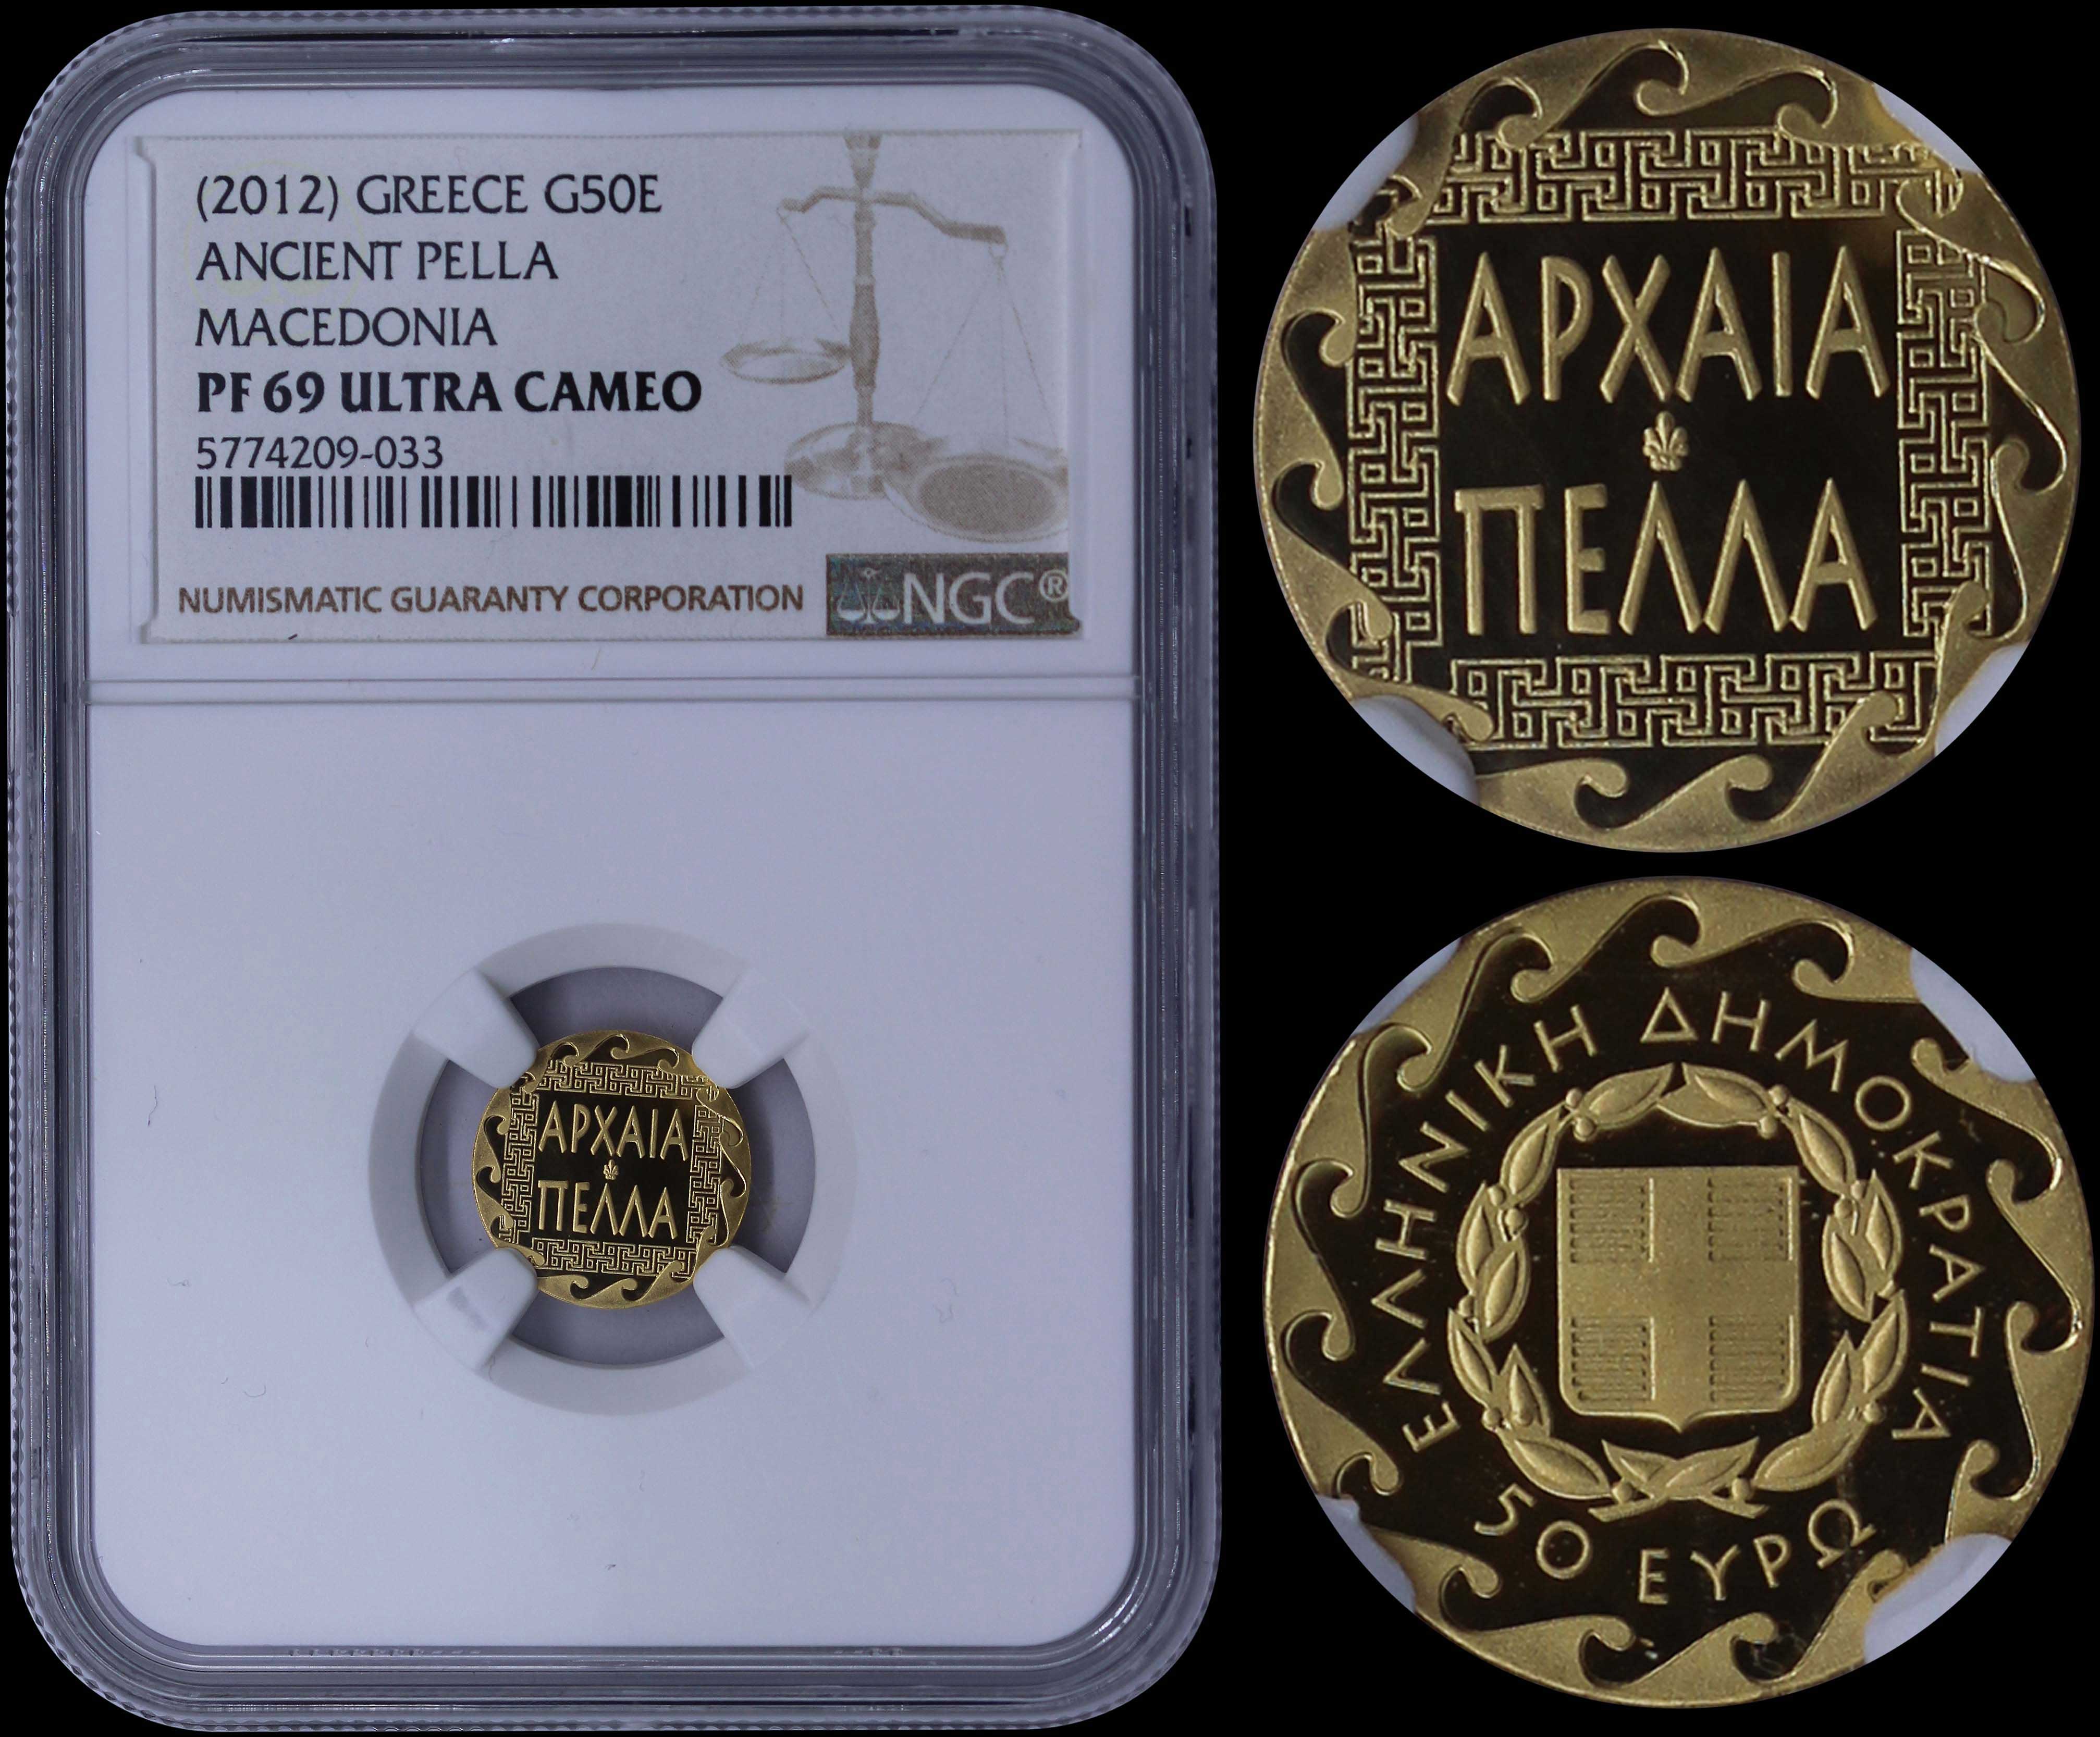 (2012) GREECE G50E
ANCIENT PELLA
MACEDONIA
PF 69 ULTRA CAMEO
5774209-033
NUMISMATIC GUARANTY CORPORATION NGC®
ΑΡΧΑΙΑ
ΠΕΛΛΑ
ΑΡΧΑΙΑ
ΠΕΛΛΑ
ΕΛΛΗΝΙΚΗ ΔΗΜΟΚΡΑΤΙΑ
50 ΕΥΡΩ